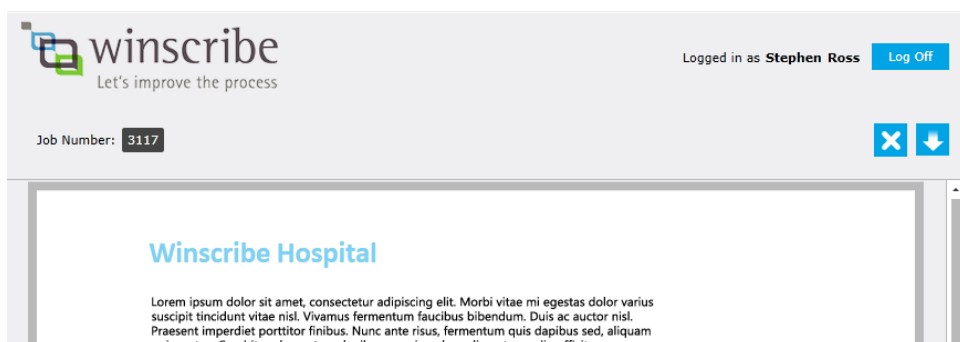 winscribe
Let's improve the process
Logged in as Stephen Ross Log Off
Job Number: 3117
Winscribe Hospital
Lorem ipsum dolor sit amet, consectetur adipiscing elit. Morbi vitae mi egestas dolor varius
suscipit tincidunt vitae nisl. Vivamus fermentum faucibus bibendum. Duis ac auctor nisl.
Praesent imperdiet porttitor finibus. Nunc ante risus, fermentum quis dapibus sed, aliquam